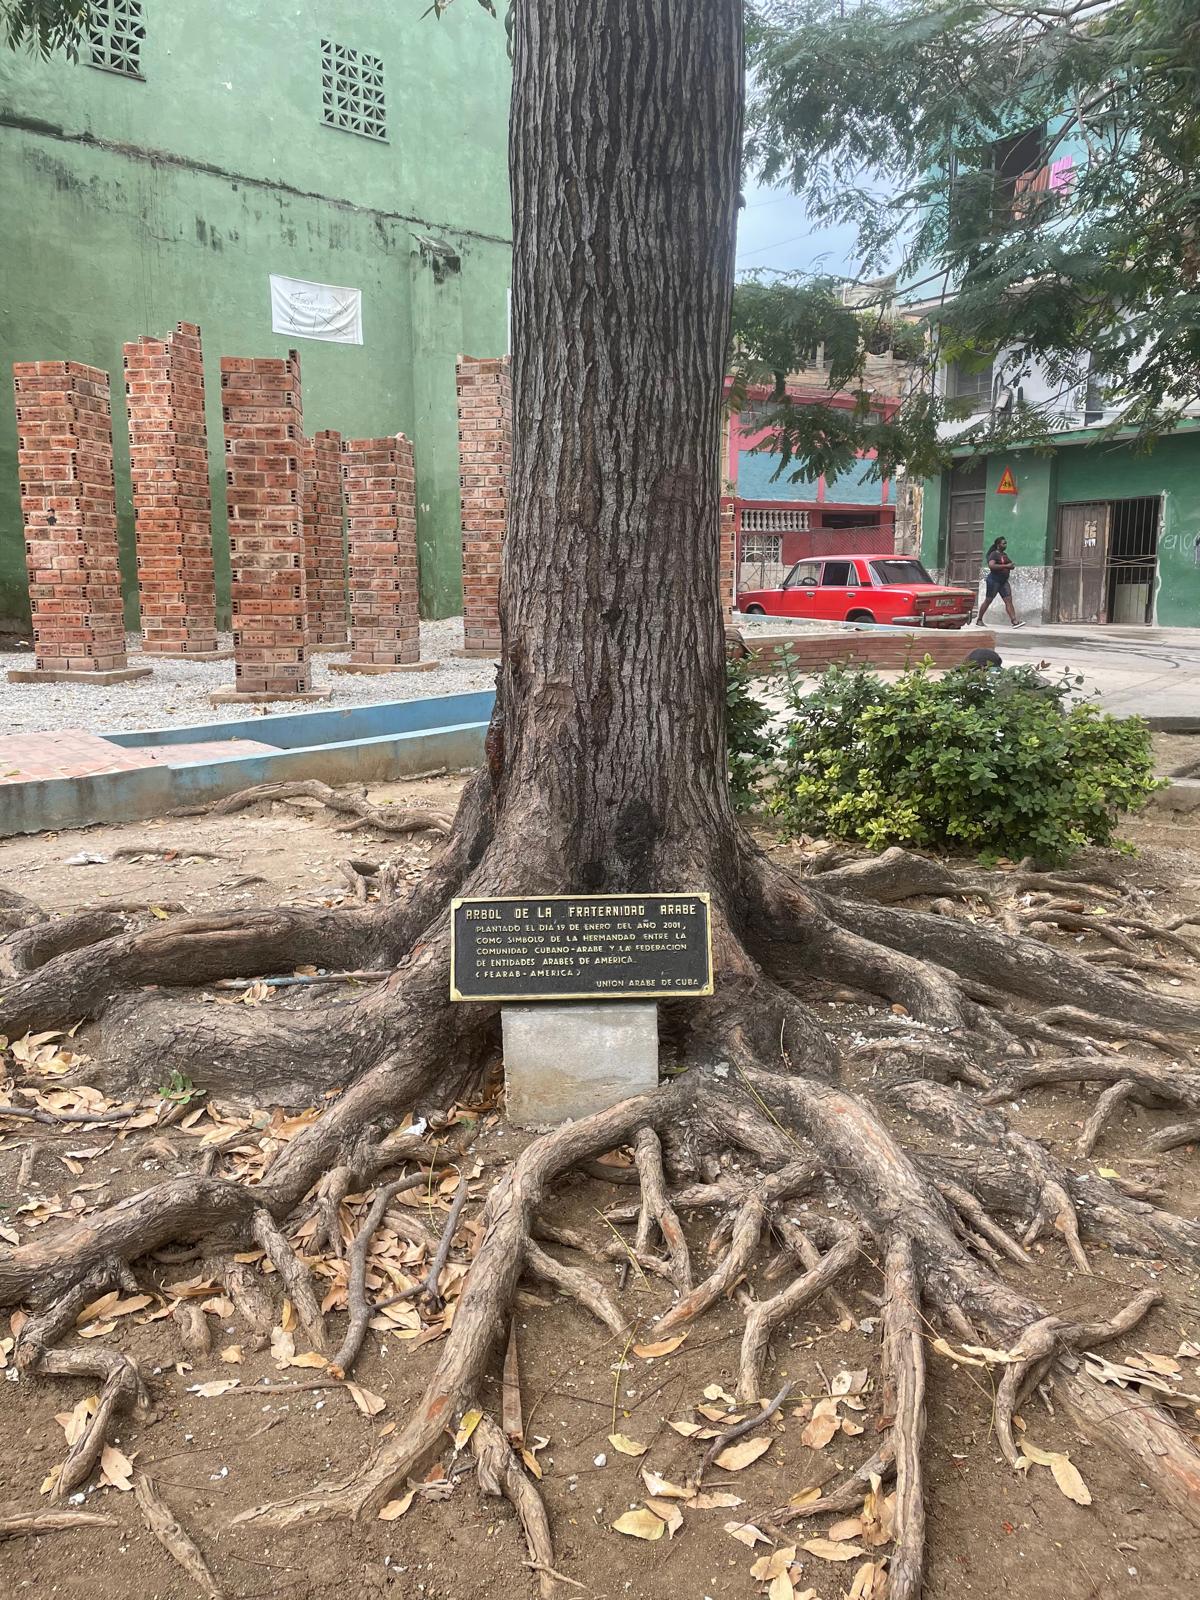 ARBOL DE LA FRATERNIDAD ARABE
PLANTADO EL DIA 19 DE ENERO DEL AÑO 2001,
COMO SIMBOLO DE LA HERMANDAD ENTRE LA
COMUNIDAD CUBANO-ARABE Y LA FEDERACION
DE ENTIDADES ARABES DE AMERICA.
( FEARAB - AMERICA )
UNION ARABE DE CUBA